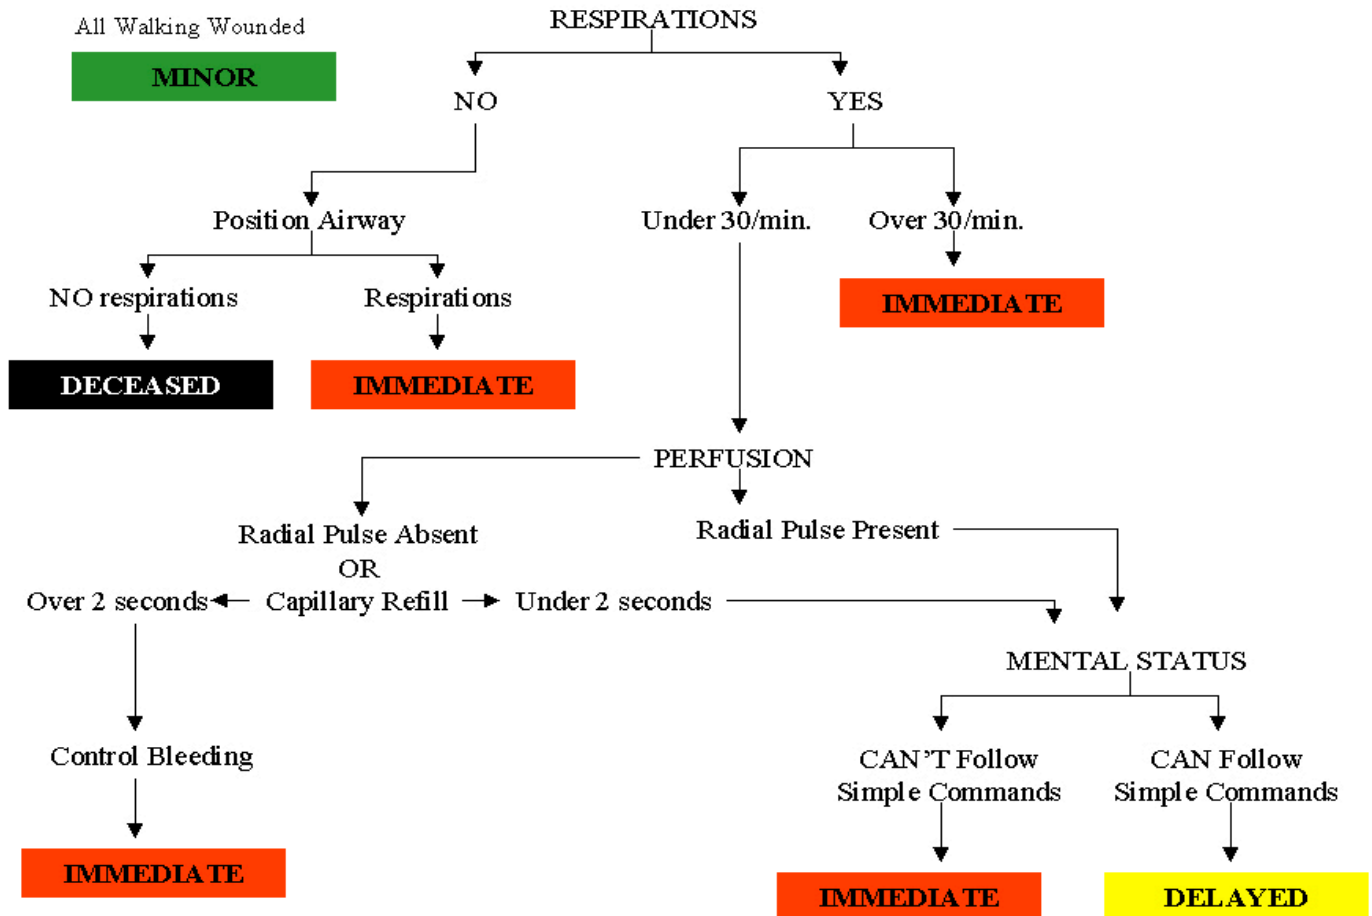 All Walking Wounded
MINOR
RESPIRATIONS
NO
YES
Position Airway
Under 30/min.
Over 30/min.
NO respirations
Respirations
IMMEDIATE
DECEASED
IMMEDIATE
PERFUSION
Radial Pulse Absent
OR
Radial Pulse Present
Over 2 seconds
Capillary Refill
Under 2 seconds
MENTAL STATUS
Control Bleeding
CAN'T Follow
Simple Commands
CAN Follow
Simple Commands
IMMEDIATE
IMMEDIATE
DELAYED